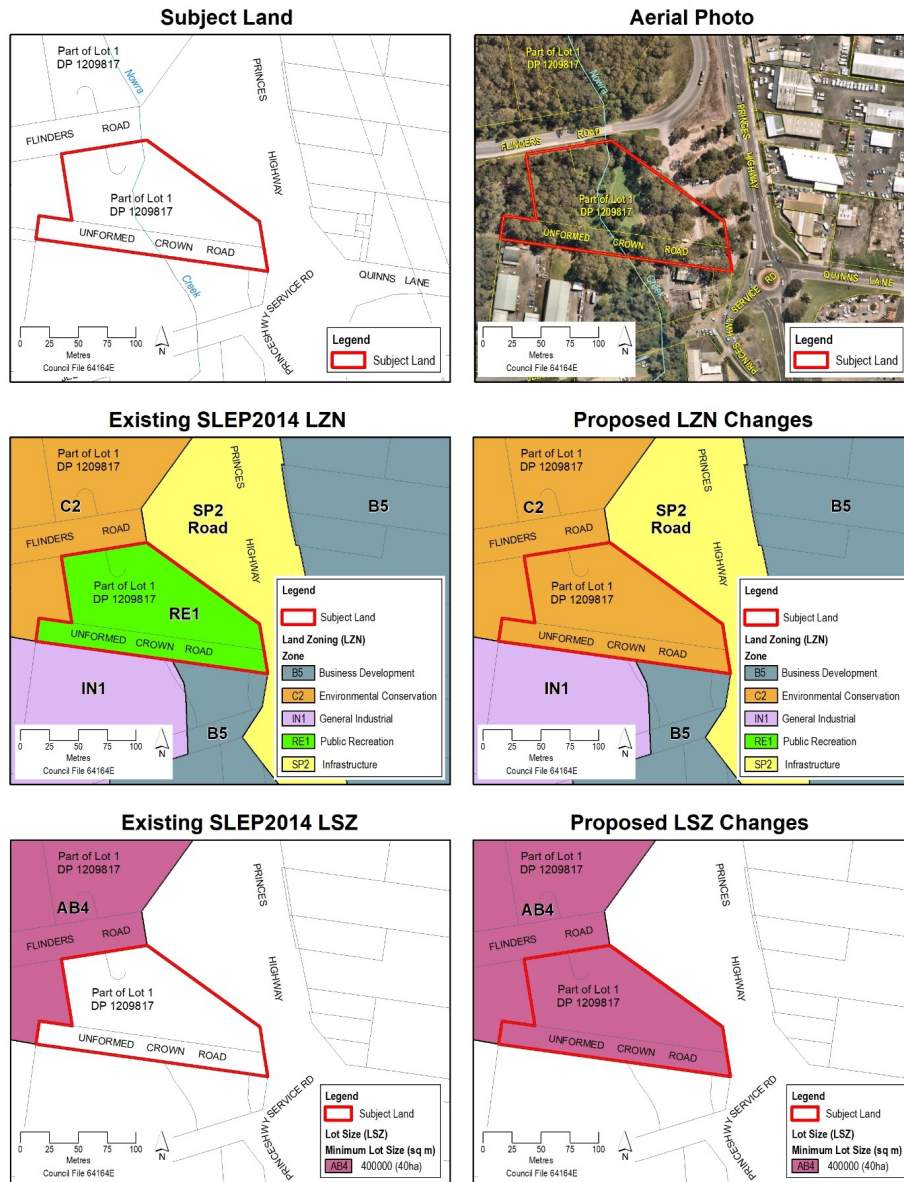 Subject Land
Part of Lot 1
DP 1209817
Nowra
PRINCES
FLINDERS ROAD
HIGHWAY
Part of Lot 1
DP 1209817
UNFORMED CROWN ROAD
Creek
QUINNS LANE
PRINCES HWY SERVICE RD
0 25 50 75 100
Metres
Council File 64164E
N
Legend
Subject Land
Aerial Photo
Part of Lot 1
DP 1209817
Nowra
PRINCES
FLINDERS ROAD
HIGHWAY
Part of Lot 1
DP 1209817
UNFORMED CROWN ROAD
Creek
QUINNS LANE
PRINCES HWY SERVICE RD
0 25 50 75 100
Metres
Council File 64164E
N
Legend
Subject Land
Existing SLEP2014 LZN
Part of Lot 1
DP 1209817
C2
PRINCES
SP2
Road
B5
FLINDERS ROAD
HIGHWAY
Part of Lot 1
DP 1209817
RE1
UNFORMED CROWN ROAD
IN1
B5
0 25 50 75 100
Metres
Council File 64164E
N
Legend
Subject Land
Land Zoning (LZN)
Zone
B5 Business Development
C2 Environmental Conservation
IN1 General Industrial
RE1 Public Recreation
SP2 Infrastructure
Proposed LZN Changes
Part of Lot 1
DP 1209817
C2
PRINCES
SP2
Road
B5
FLINDERS ROAD
HIGHWAY
Part of Lot 1
DP 1209817
UNFORMED CROWN ROAD
IN1
B5
0 25 50 75 100
Metres
Council File 64164E
N
Legend
Subject Land
Land Zoning (LZN)
Zone
B5 Business Development
C2 Environmental Conservation
IN1 General Industrial
RE1 Public Recreation
SP2 Infrastructure
Existing SLEP2014 LSZ
Part of Lot 1
DP 1209817
AB4
PRINCES
FLINDERS ROAD
HIGHWAY
Part of Lot 1
DP 1209817
UNFORMED CROWN ROAD
0 25 50 75 100
Metres
Council File 64164E
N
Legend
Subject Land
Lot Size (LSZ)
Minimum Lot Size (sq m)
AB4 400000 (40ha)
Proposed LSZ Changes
Part of Lot 1
DP 1209817
AB4
PRINCES
FLINDERS ROAD
HIGHWAY
Part of Lot 1
DP 1209817
UNFORMED CROWN ROAD
0 25 50 75 100
Metres
Council File 64164E
N
Legend
Subject Land
Lot Size (LSZ)
Minimum Lot Size (sq m)
AB4 400000 (40ha)